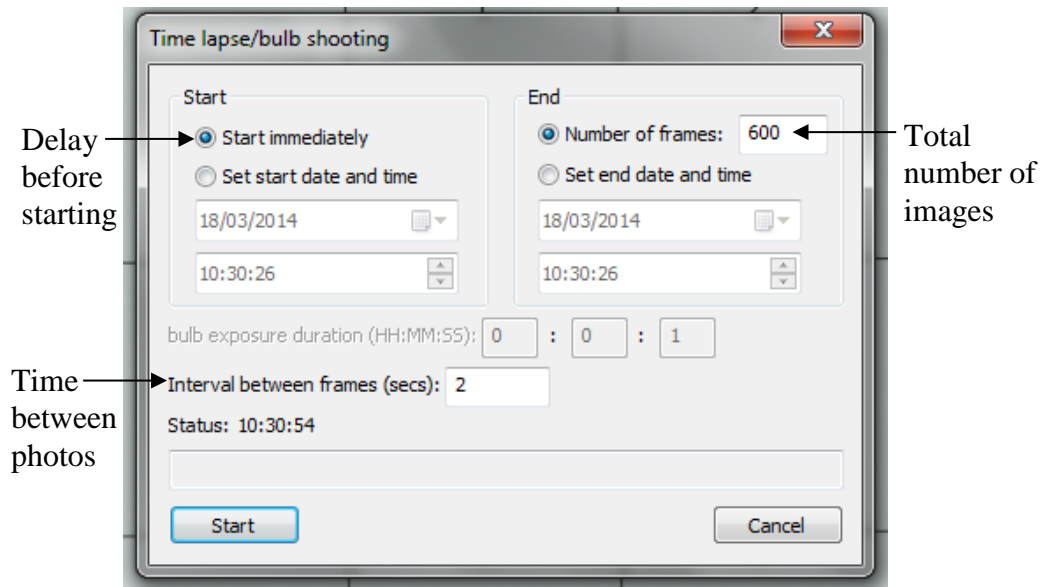 Time lapse/bulb shooting
x
Start
End
Delay before starting
Start immediately
Number of frames: 600
Total number of images
Set start date and time
Set end date and time
18/03/2014
18/03/2014
10:30:26
10:30:26
bulb exposure duration (HH:MM:SS): 0 : 0 : 1
Time between photos
Interval between frames (secs): 2
Status: 10:30:54
Start
Cancel